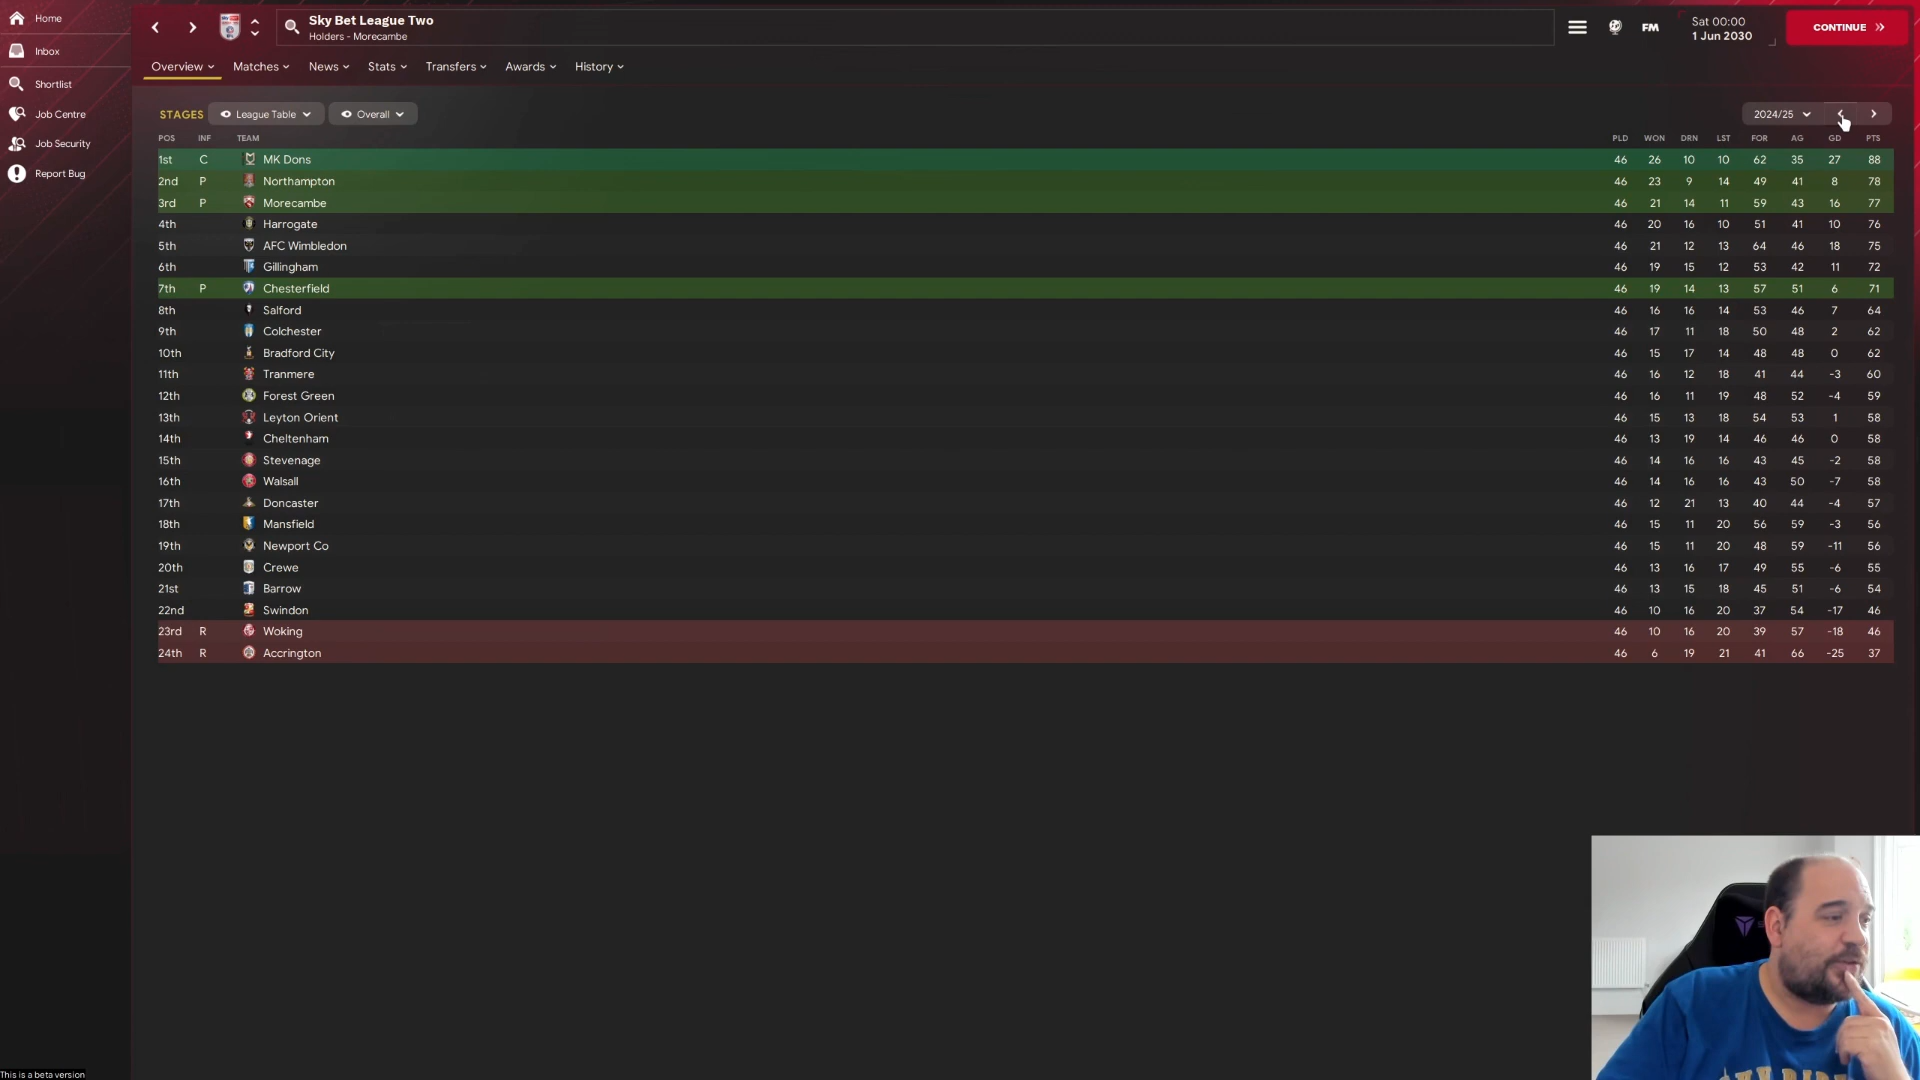 Home
Inbox
Shortlist
Job Centre
Job Security
Report Bug
Sky Bet League Two
Holders - Morecambe
FM
Sat 00:00
1 Jun 2030
CONTINUE
Overview Matches News Stats Transfers Awards History
STAGES League Table Overall 2024/25
POS INF TEAM PLD WON DRN LST FOR AG GD PTS
1st C MK Dons 46 26 10 10 62 35 27 88
2nd P Northampton 46 23 9 14 49 41 8 78
3rd P Morecambe 46 21 14 11 59 43 16 77
4th Harrogate 46 20 16 10 51 41 10 76
5th AFC Wimbledon 46 21 12 13 64 46 18 75
6th Gillingham 46 19 15 12 53 42 11 72
7th P Chesterfield 46 19 14 13 57 51 6 71
8th Salford 46 16 16 14 53 46 7 64
9th Colchester 46 17 11 18 50 48 2 62
10th Bradford City 46 15 17 14 48 48 0 62
11th Tranmere 46 16 12 18 41 44 -3 60
12th Forest Green 46 16 11 19 48 52 -4 59
13th Leyton Orient 46 15 13 18 54 53 1 58
14th Cheltenham 46 13 19 14 46 46 0 58
15th Stevenage 46 14 16 16 43 45 -2 58
16th Walsall 46 14 16 16 43 50 -7 58
17th Doncaster 46 12 21 13 40 44 -4 57
18th Mansfield 46 15 11 20 56 59 -3 56
19th Newport Co 46 15 11 20 48 59 -11 56
20th Crewe 46 13 16 17 49 55 -6 55
21st Barrow 46 13 15 18 45 51 -6 54
22nd Swindon 46 10 16 20 37 54 -17 46
23rd R Woking 46 10 16 20 39 57 -18 46
24th R Accrington 46 6 19 21 41 66 -25 37
This is a beta version